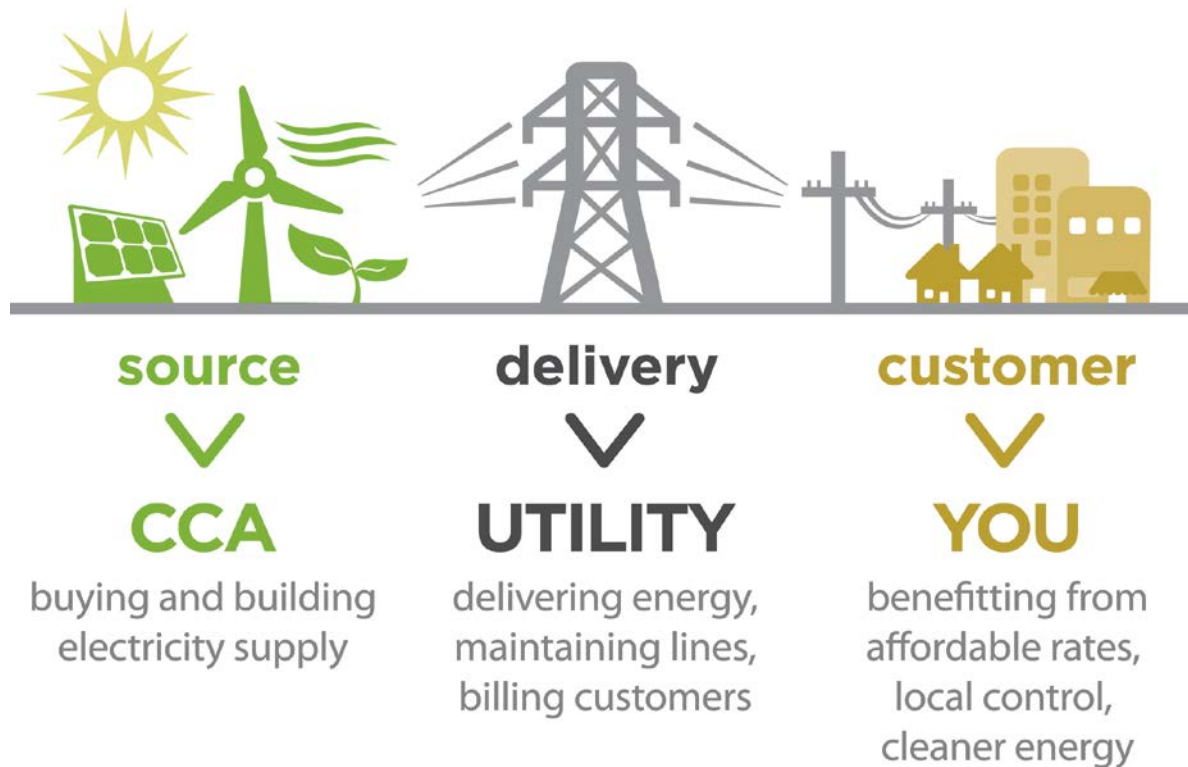 source
CCA
buying and building
electricity supply
delivery
UTILITY
delivering energy,
maintaining lines,
billing customers
customer
YOU
benefitting from
affordable rates,
local control,
cleaner energy